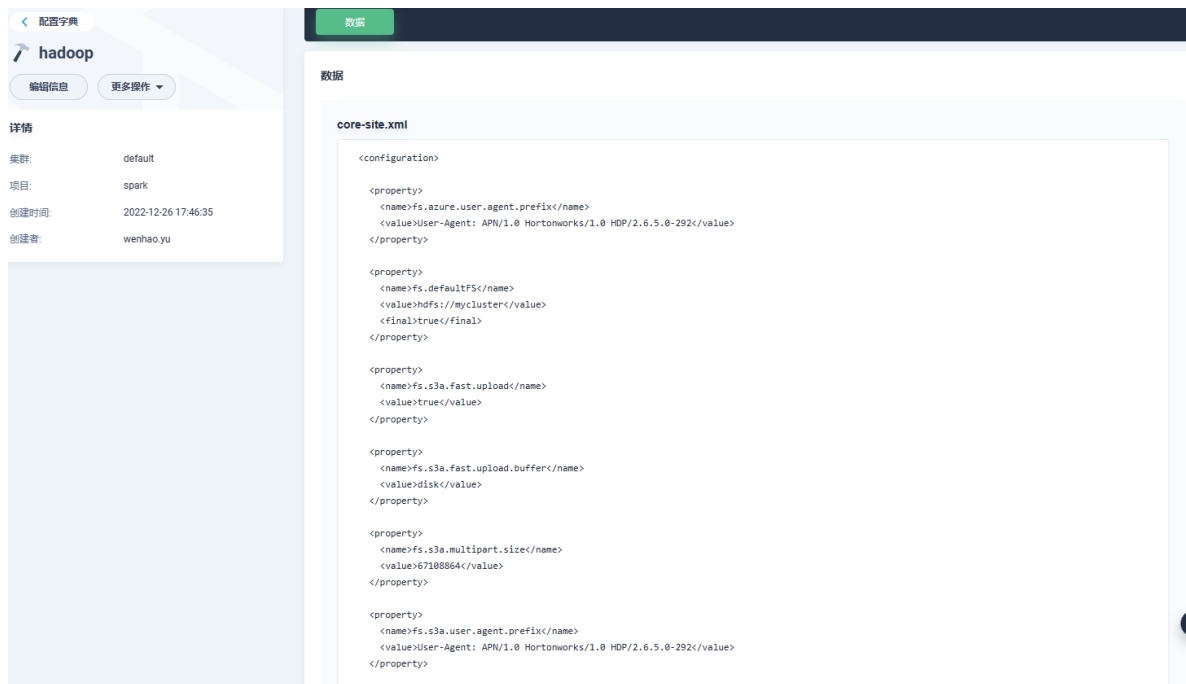 配置字典
hadoop
编辑信息
更多操作
详情
集群: default
项目: spark
创建时间: 2022-12-26 17:46:35
创建者: wenhao.yu
数据
数据
core-site.xml
<configuration>
<property>
<name>fs.azure.user.agent.prefix</name>
<value>User-Agent: APN/1.0 Hortonworks/1.0 HDP/2.6.5.0-292</value>
</property>
<property>
<name>fs.defaultFS</name>
<value>hdfs://mycluster</value>
<final>true</final>
</property>
<property>
<name>fs.s3a.fast.upload</name>
<value>true</value>
</property>
<property>
<name>fs.s3a.fast.upload.buffer</name>
<value>disk</value>
</property>
<property>
<name>fs.s3a.multipart.size</name>
<value>67108864</value>
</property>
<property>
<name>fs.s3a.user.agent.prefix</name>
<value>User-Agent: APN/1.0 Hortonworks/1.0 HDP/2.6.5.0-292</value>
</property>